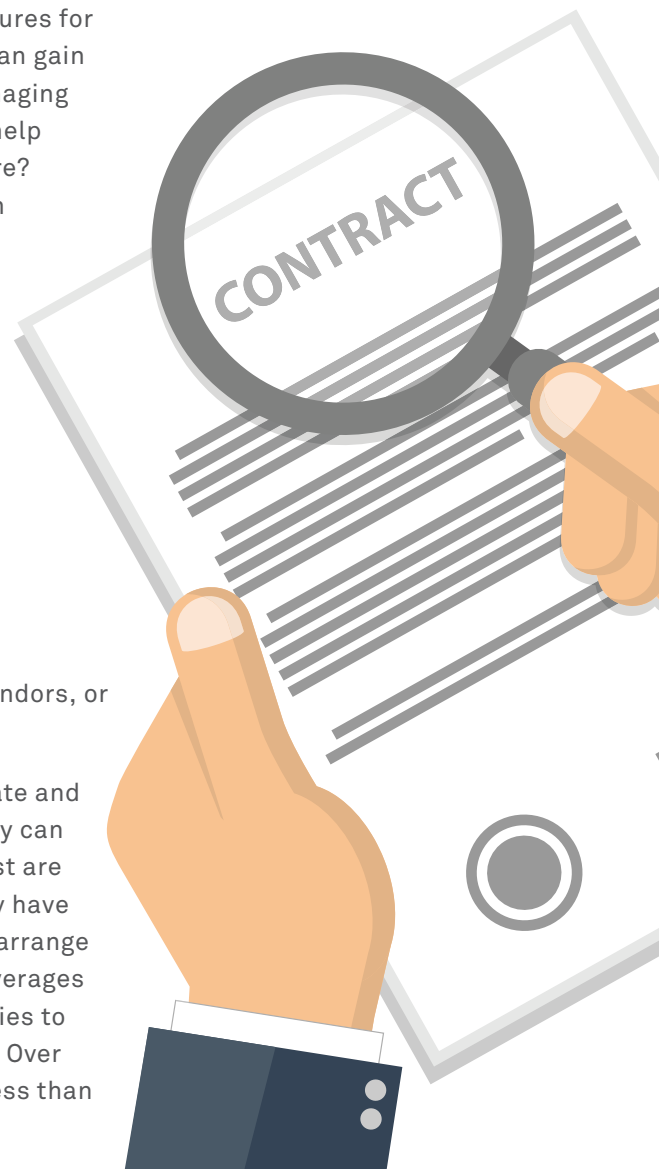 ures for
an gain
aging
help
re?
n
CONTRACT
ndors, or
ate and
y can
st are
y have
arrange
verages
ies to
Over
ess than